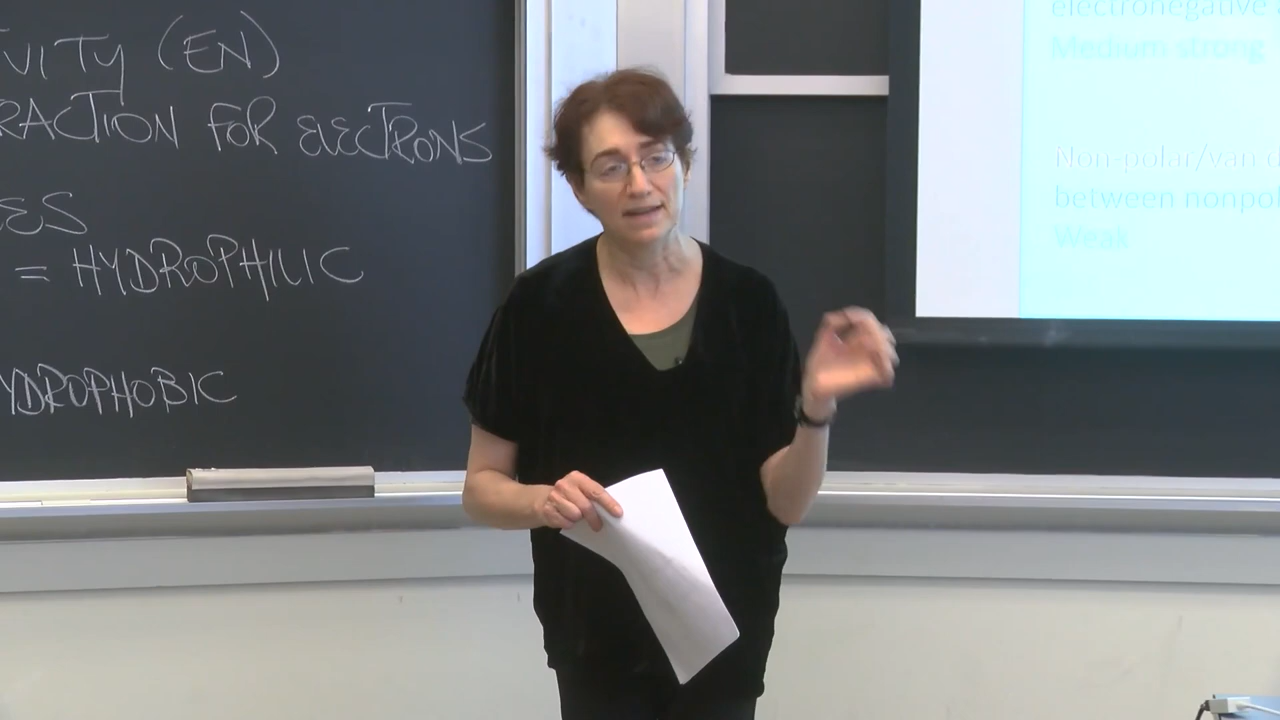 VITY (EN)
RACTION FOR ELECTRONS
ES
= HYDROPHILIC
YDROPHOBIC
electronegative
Medium strong
Non-polar/van d
between nonpol
Weak